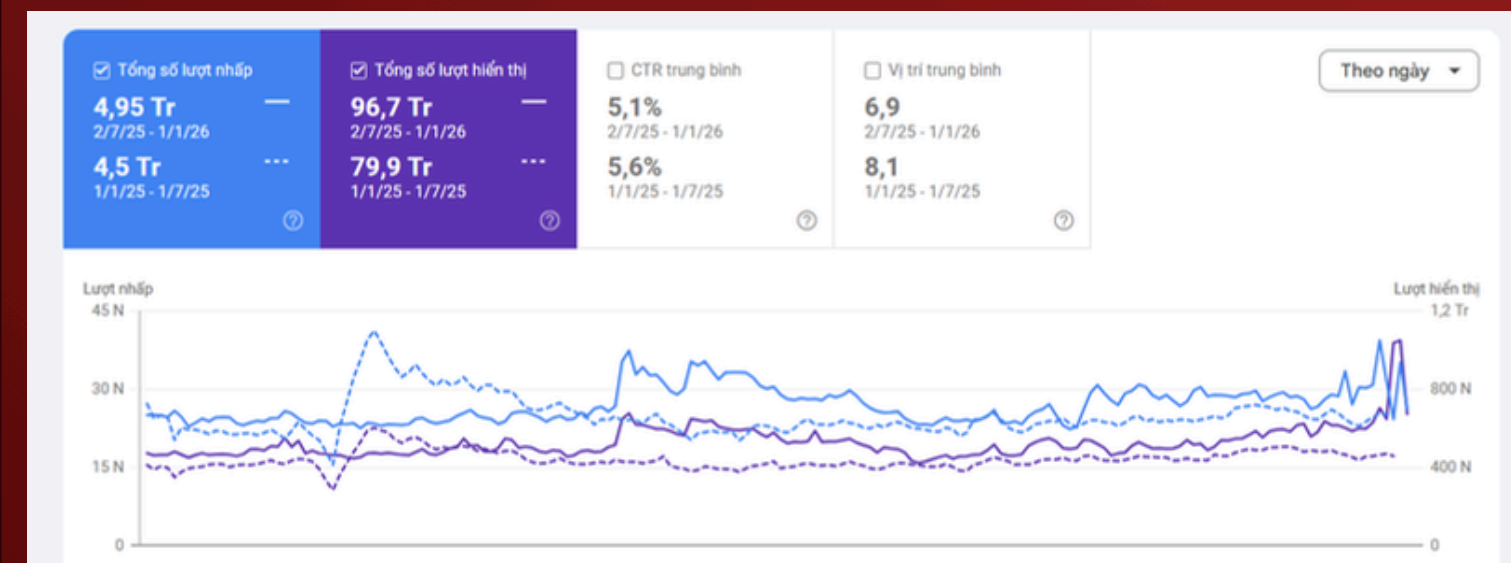 Tổng số lượt nhấp
4,95 Tr
2/7/25 - 1/1/26
4,5 Tr
1/1/25 - 1/7/25
Tổng số lượt hiển thị
96,7 Tr
2/7/25 - 1/1/26
79,9 Tr
1/1/25 - 1/7/25
CTR trung bình
5,1%
2/7/25 - 1/1/26
5,6%
1/1/25 - 1/7/25
Vị trí trung bình
6,9
2/7/25 - 1/1/26
8,1
1/1/25 - 1/7/25
Theo ngày
Lượt nhấp
45 N
30 N
15 N
0
Lượt hiển thị
1,2 Tr
800 N
400 N
0